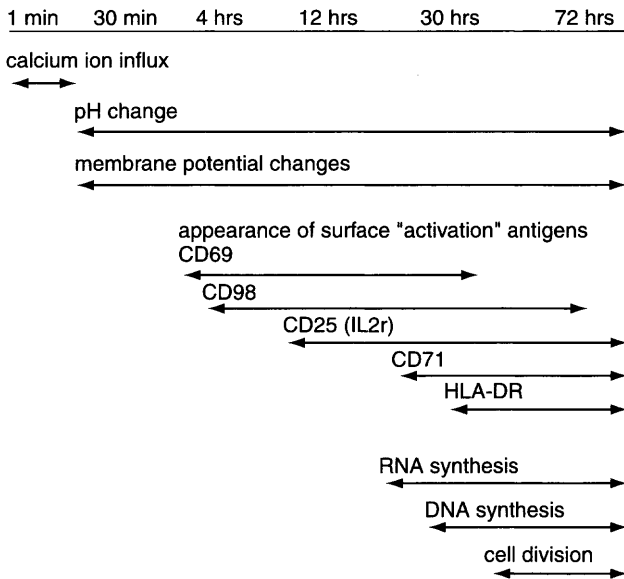 1 min 30 min 4 hrs 12 hrs 30 hrs 72 hrs
calcium ion influx
pH change
membrane potential changes
appearance of surface "activation" antigens
CD69
CD98
CD25 (IL2r)
CD71
HLA-DR
RNA synthesis
DNA synthesis
cell division